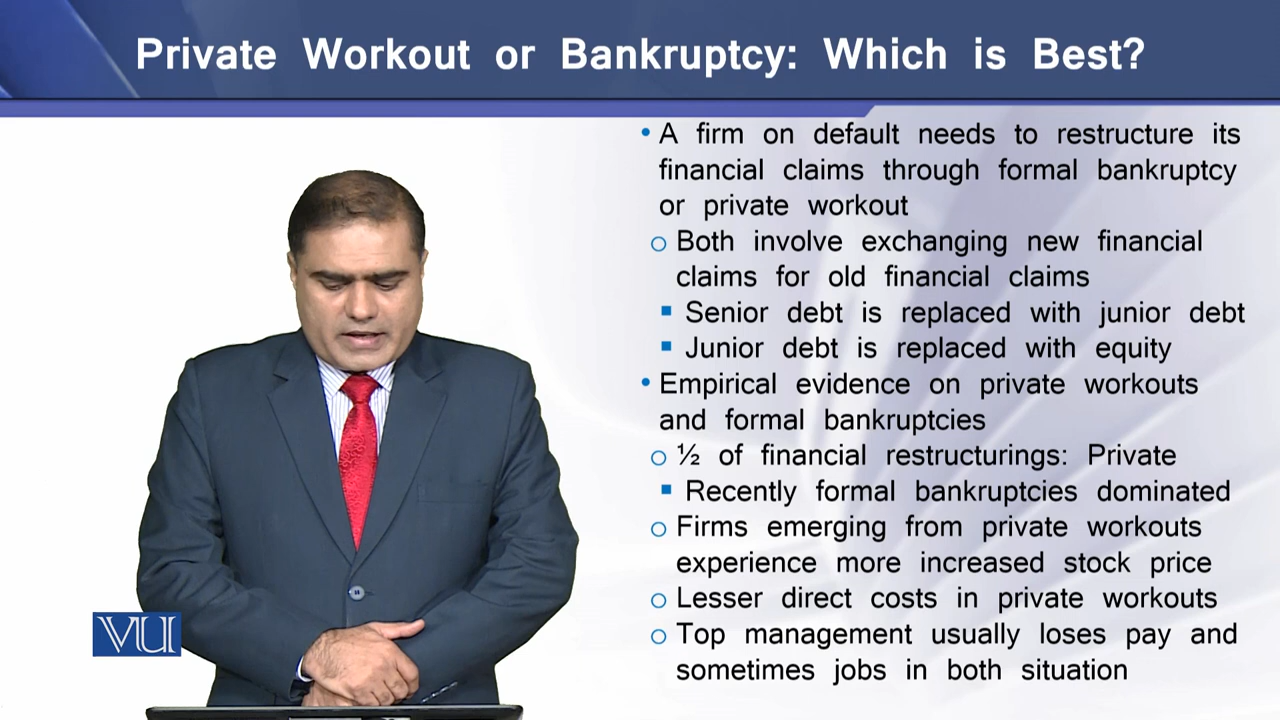 Private Workout or Bankruptcy: Which is Best?
• A firm on default needs to restructure its
financial claims through formal bankruptcy
or private workout
○ Both involve exchanging new financial
claims for old financial claims
▪ Senior debt is replaced with junior debt
▪ Junior debt is replaced with equity
• Empirical evidence on private workouts
and formal bankruptcies
○ ½ of financial restructurings: Private
▪ Recently formal bankruptcies dominated
○ Firms emerging from private workouts
experience more increased stock price
○ Lesser direct costs in private workouts
○ Top management usually loses pay and
sometimes jobs in both situation
VU